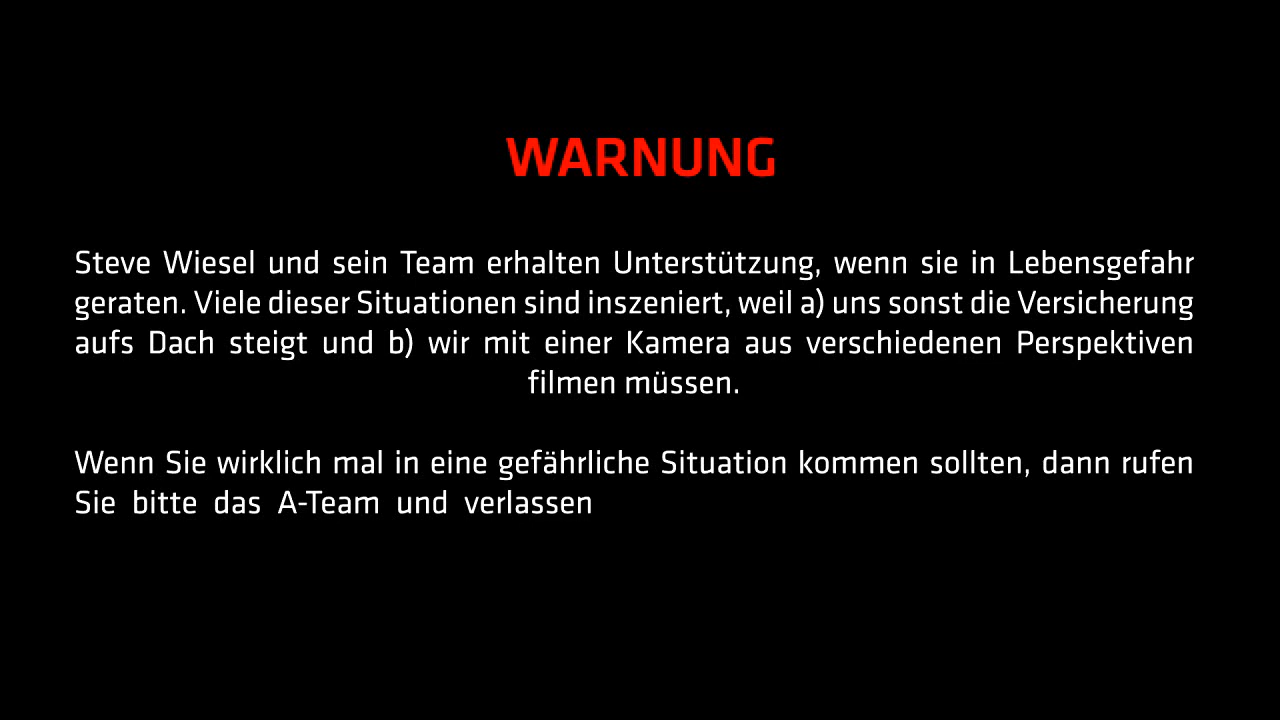 WARNUNG
Steve Wiesel und sein Team erhalten Unterstützung, wenn sie in Lebensgefahr
geraten. Viele dieser Situationen sind inszeniert, weil a) uns sonst die Versicherung
aufs Dach steigt und b) wir mit einer Kamera aus verschiedenen Perspektiven
filmen müssen.
Wenn Sie wirklich mal in eine gefährliche Situation kommen sollten, dann rufen
Sie bitte das A-Team und verlassen